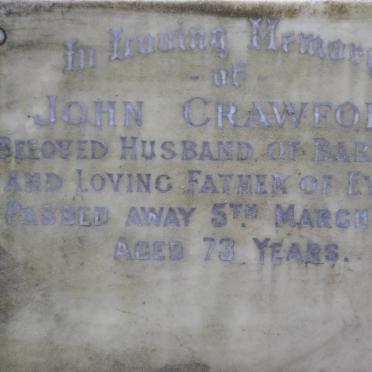 In Loving Memory
- of -
JOHN CRAWFO
BELOVED HUSBAND OF BAR
AND LOVING FATHER OF E
PASSED AWAY 5TH MARCH
AGED 73 YEARS.